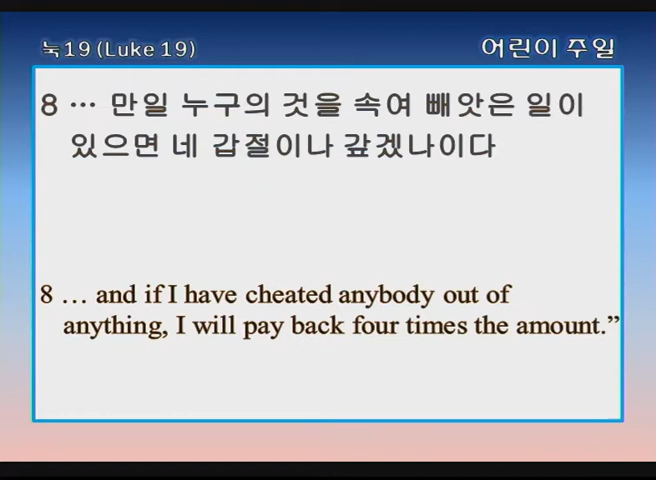 눅19 (Luke 19)
어린이 주일
8 … 만일 누구의 것을 속여 빼앗은 일이
있으면 네 갑절이나 갚겠나이다
8 … and if I have cheated anybody out of
anything, I will pay back four times the amount.”